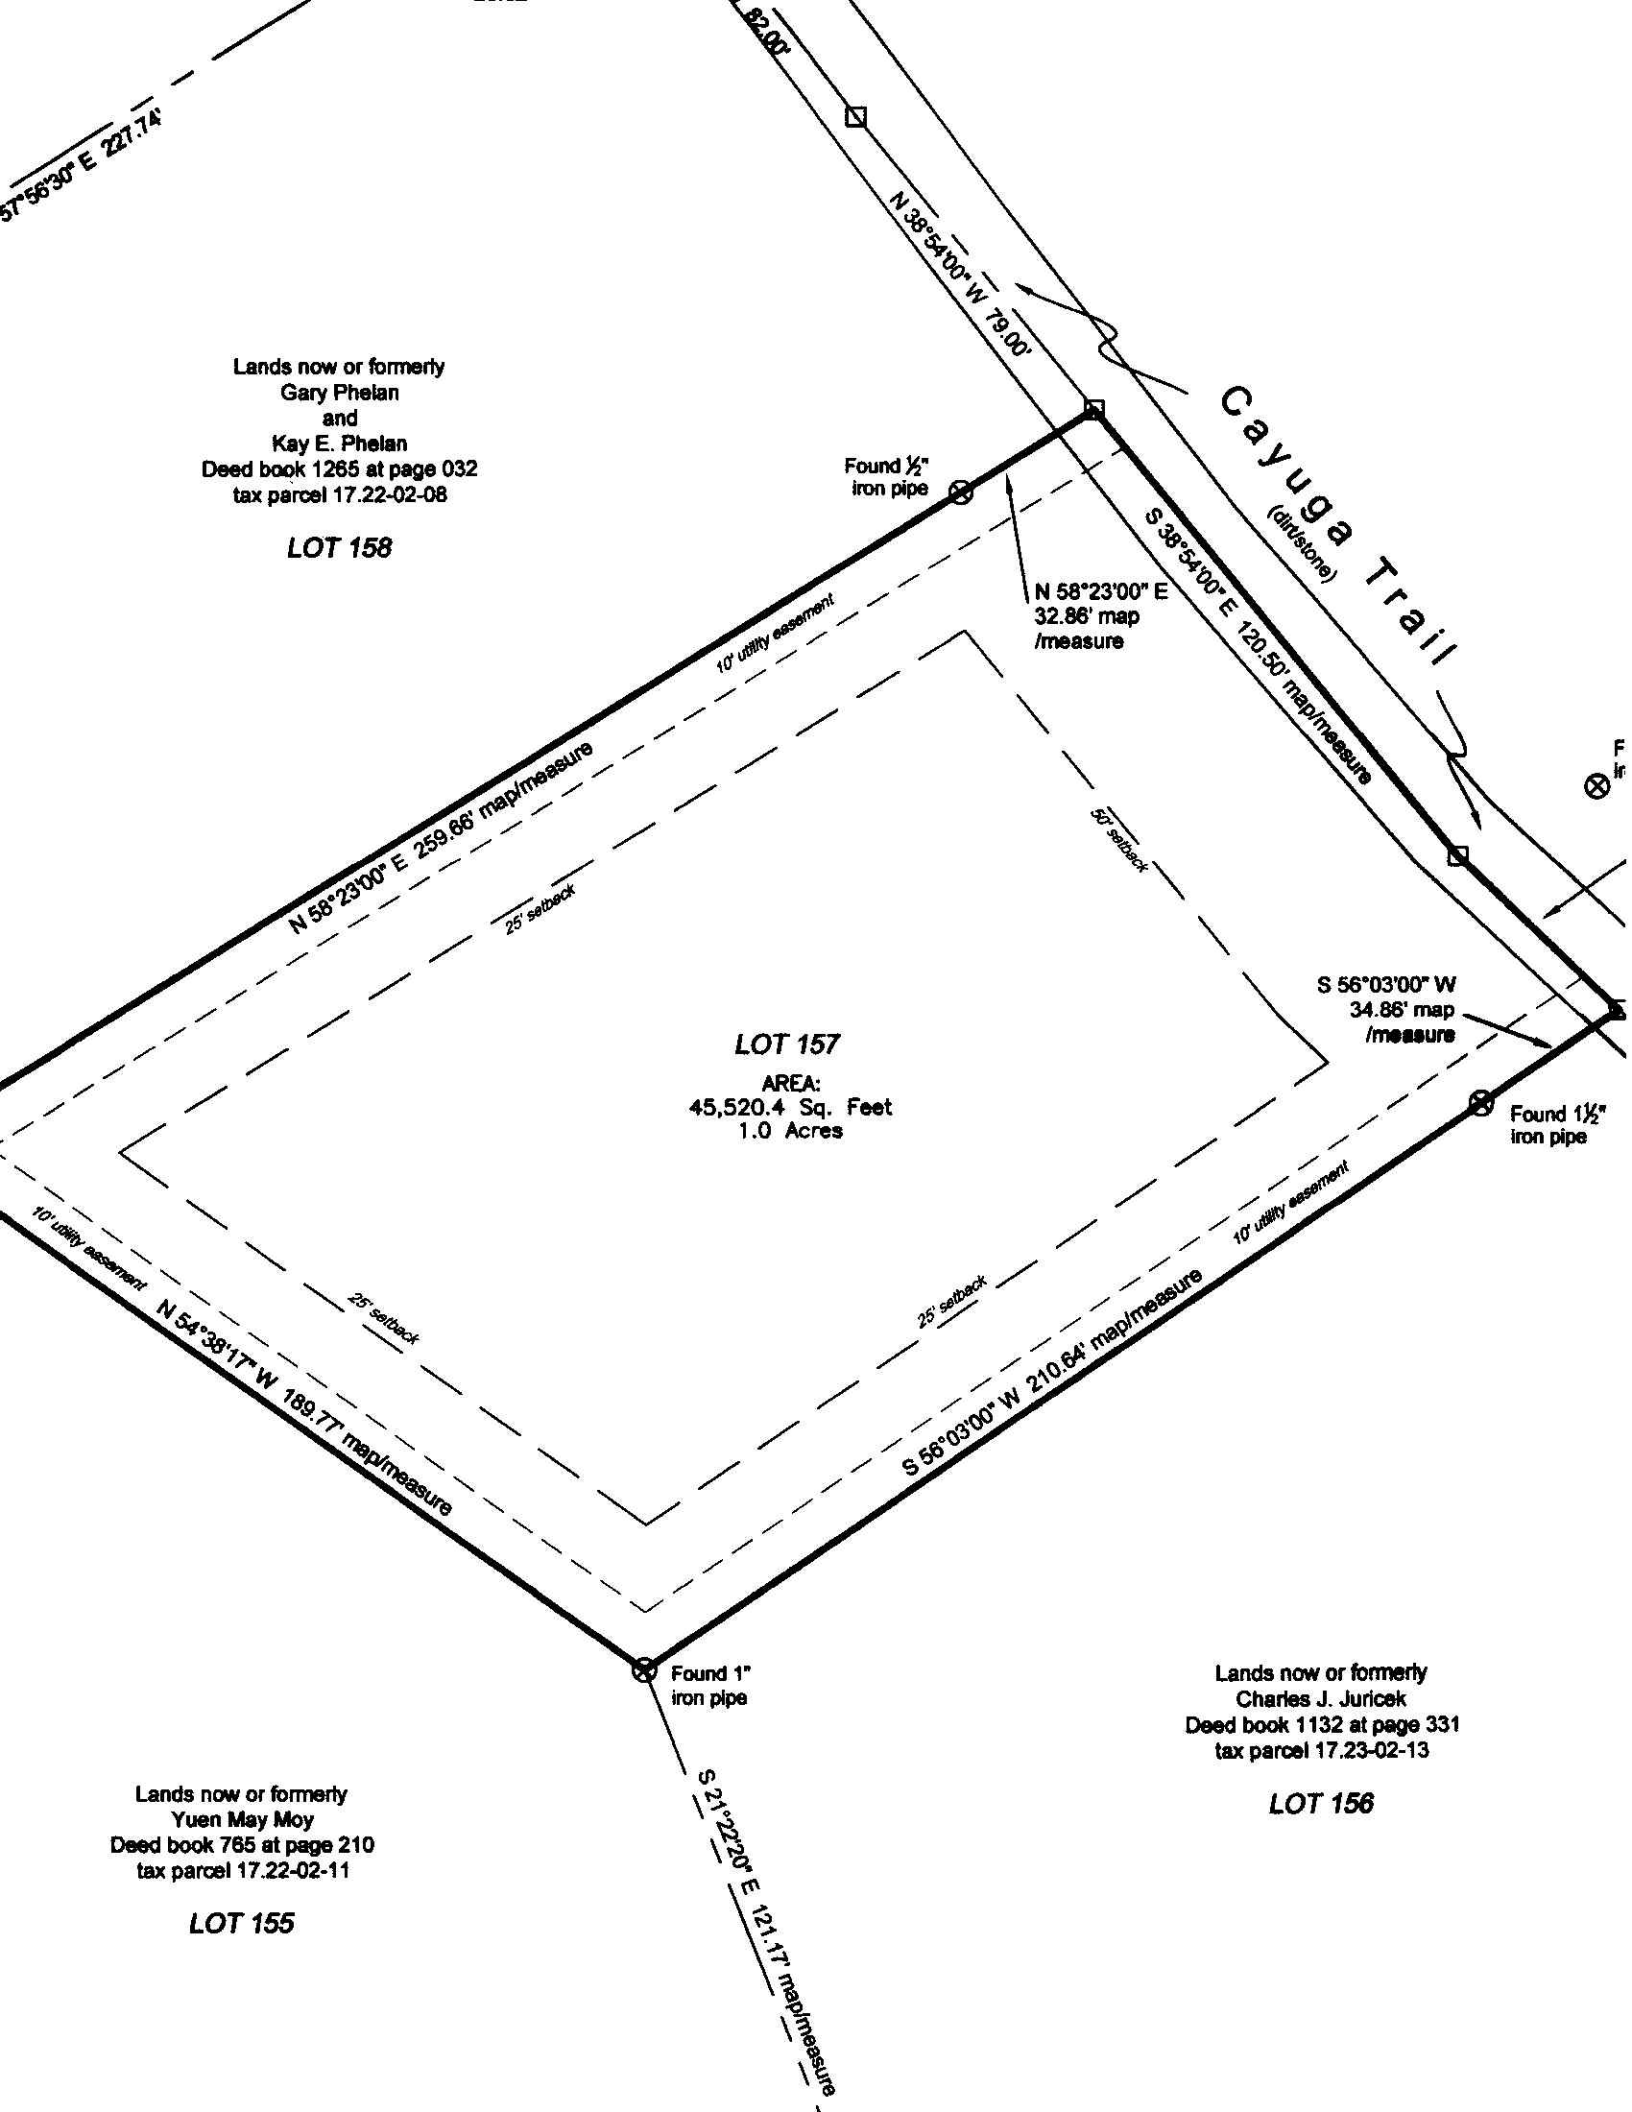 82.00'
57°56'30" E 227.74'
N 38°54'00" W 79.00'
Lands now or formerly
Gary Phelan
and
Kay E. Phelan
Deed book 1265 at page 032
tax parcel 17.22-02-08
LOT 158
Cayuga Trail
(dirt/stone)
Found ½"
iron pipe
N 58°23'00" E
32.86' map
/measure
S 38°54'00" E 120.50' map/measure
10' utility easement
N 58°23'00" E 259.66' map/measure
25' setback
50' setback
F
ir
S 56°03'00" W
34.86' map
/measure
LOT 157
AREA:
45,520.4 Sq. Feet
1.0 Acres
Found 1½"
iron pipe
10' utility easement
10' utility easement
N 54°38'17" W 189.77' map/measure
25' setback
25' setback
S 56°03'00" W 210.64' map/measure
Found 1"
iron pipe
Lands now or formerly
Charles J. Juricek
Deed book 1132 at page 331
tax parcel 17.23-02-13
LOT 156
S 21°22'20" E 121.17' map/measure
Lands now or formerly
Yuen May Moy
Deed book 765 at page 210
tax parcel 17.22-02-11
LOT 155